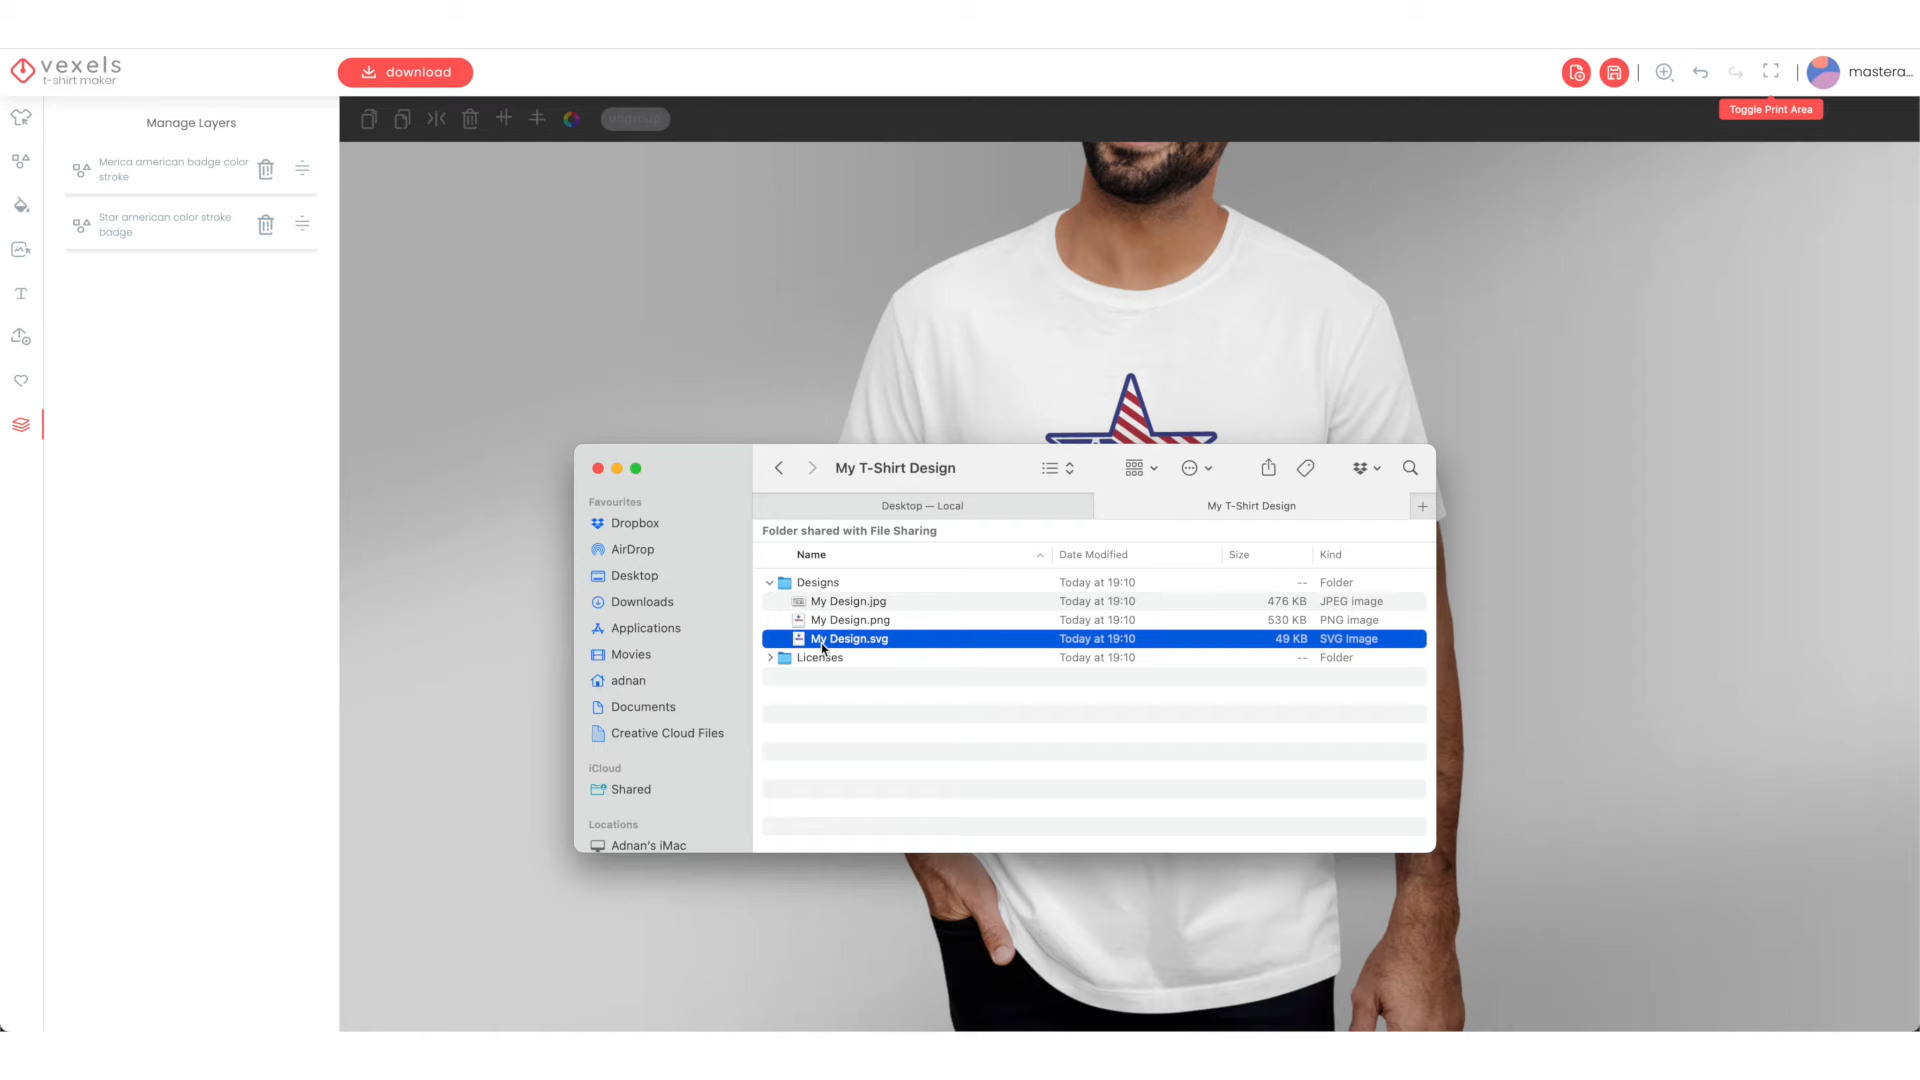 vexels
t-shirt maker
download
mastera...
Toggle Print Area
Manage Layers
ungroup
Merica american badge color
stroke
Star american color stroke
badge
My T-Shirt Design
Favourites
Dropbox
AirDrop
Desktop
Downloads
Applications
Movies
adnan
Documents
Creative Cloud Files
iCloud
Shared
Locations
Adnan's iMac
Desktop — Local
My T-Shirt Design
Folder shared with File Sharing
Name Date Modified Size Kind
Designs Today at 19:10 -- Folder
My Design.jpg Today at 19:10 476 KB JPEG image
My Design.png Today at 19:10 530 KB PNG image
My Design.svg Today at 19:10 49 KB SVG Image
Licenses Today at 19:10 -- Folder